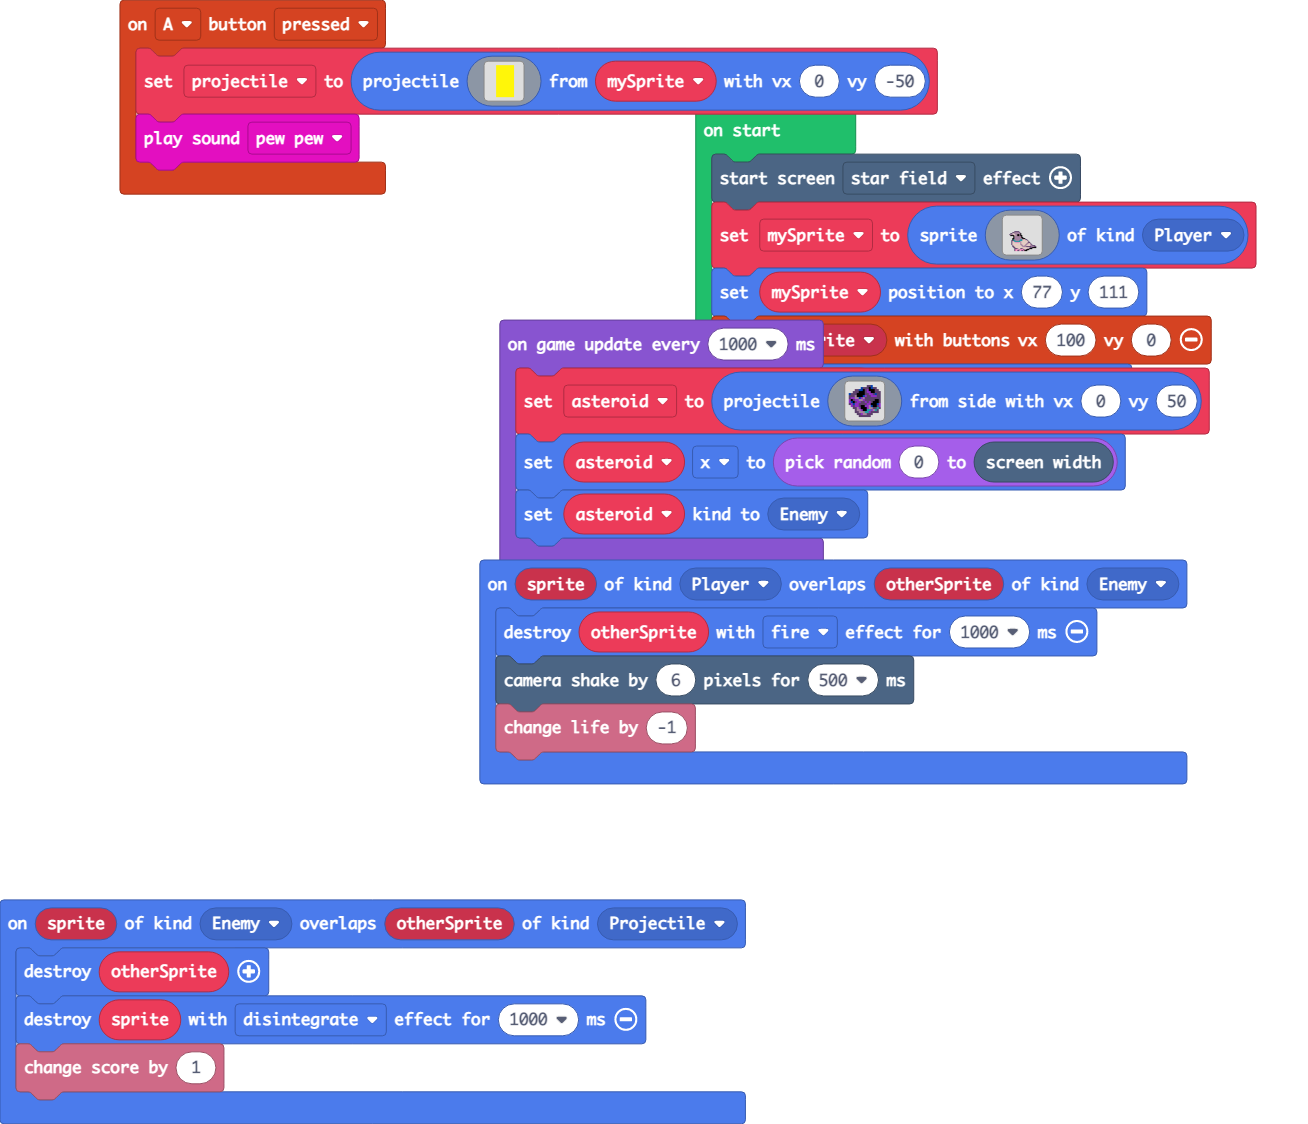 on A button pressed
set projectile to projectile from mySprite with vx 0 vy -50
play sound pew pew
on start
start screen star field effect
set mySprite to sprite of kind Player
set mySprite position to x 77 y 111
with buttons vx 100 vy 0
on game update every 1000 ms
set asteroid to projectile from side with vx 0 vy 50
set asteroid x to pick random 0 to screen width
set asteroid kind to Enemy
on sprite of kind Player overlaps otherSprite of kind Enemy
destroy otherSprite with fire effect for 1000 ms
camera shake by 6 pixels for 500 ms
change life by -1
on sprite of kind Enemy overlaps otherSprite of kind Projectile
destroy otherSprite
destroy sprite with disintegrate effect for 1000 ms
change score by 1